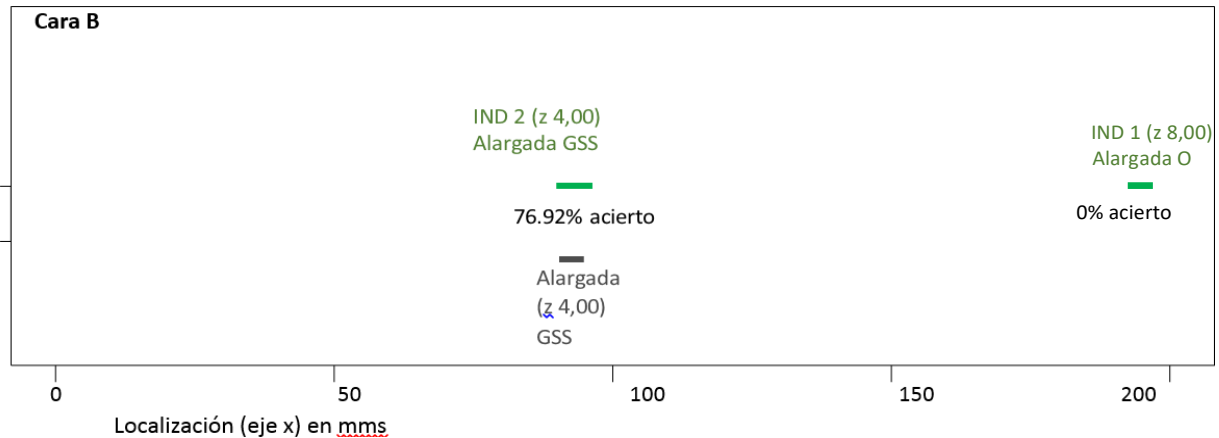 Cara B
IND 2 (z 4,00)
Alargada GSS
IND 1 (z 8,00)
Alargada O
76.92% acierto
0% acierto
Alargada
(z 4,00)
GSS
0
50
100
150
200
Localización (eje x) en mms